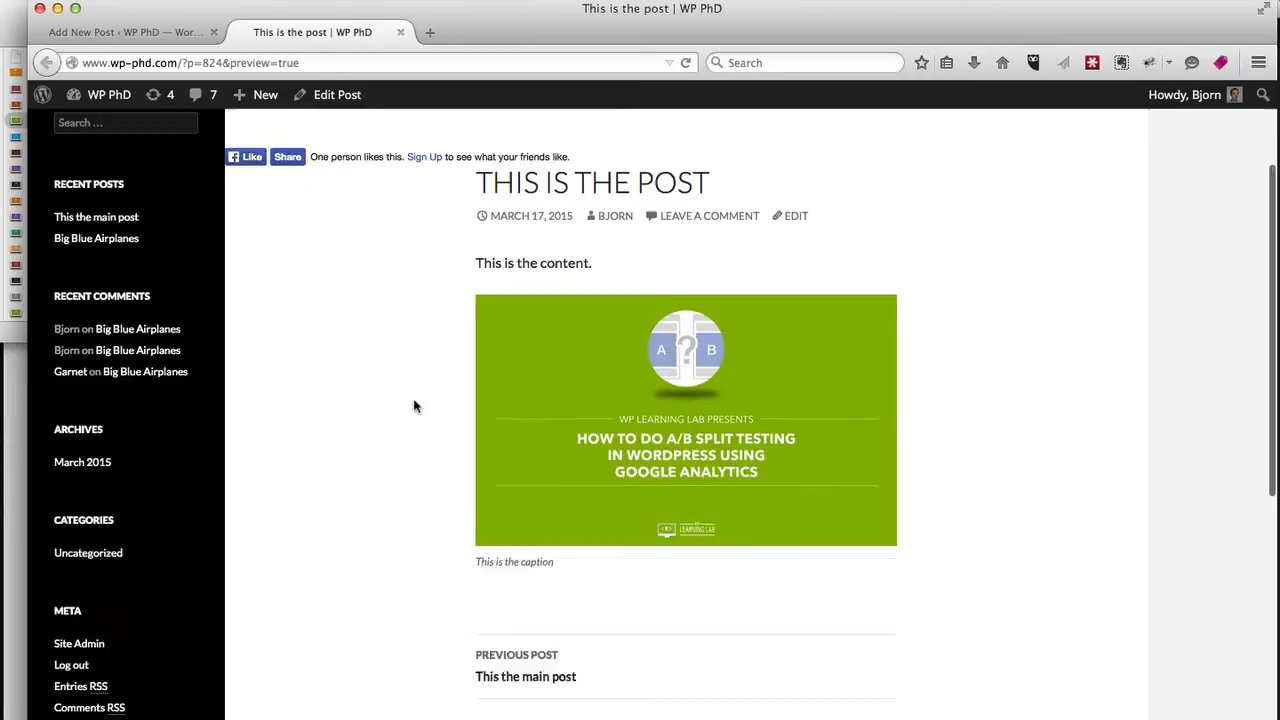 This is the post | WP PhD
Add New Post ‹ WP PhD — Wor...
This is the post | WP PhD
www.wp-phd.com/?p=824&preview=true
Search
WP PhD
4
7
New
Edit Post
Howdy, Bjorn
Search ...
Like
Share
One person likes this. Sign Up to see what your friends like.
RECENT POSTS
This the main post
Big Blue Airplanes
RECENT COMMENTS
Bjorn on Big Blue Airplanes
Bjorn on Big Blue Airplanes
Garnet on Big Blue Airplanes
ARCHIVES
March 2015
CATEGORIES
Uncategorized
META
Site Admin
Log out
Entries RSS
Comments RSS
THIS IS THE POST
MARCH 17, 2015
BJORN
LEAVE A COMMENT
EDIT
This is the content.
A ? B
WP LEARNING LAB PRESENTS
HOW TO DO A/B SPLIT TESTING
IN WORDPRESS USING
GOOGLE ANALYTICS
WP
LEARNING LAB
This is the caption
PREVIOUS POST
This the main post